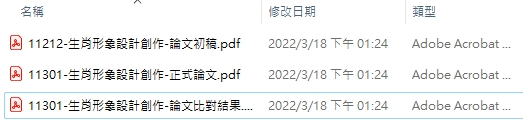 名稱 修改日期 類型
11212-生肖形象設計創作-論文初稿.pdf 2022/3/18 下午 01:24 Adobe Acrobat ...
11301-生肖形象設計創作-正式論文.pdf 2022/3/18 下午 01:24 Adobe Acrobat ...
11301-生肖形象設計創作-論文比對結果.... 2022/3/18 下午 01:24 Adobe Acrobat ...